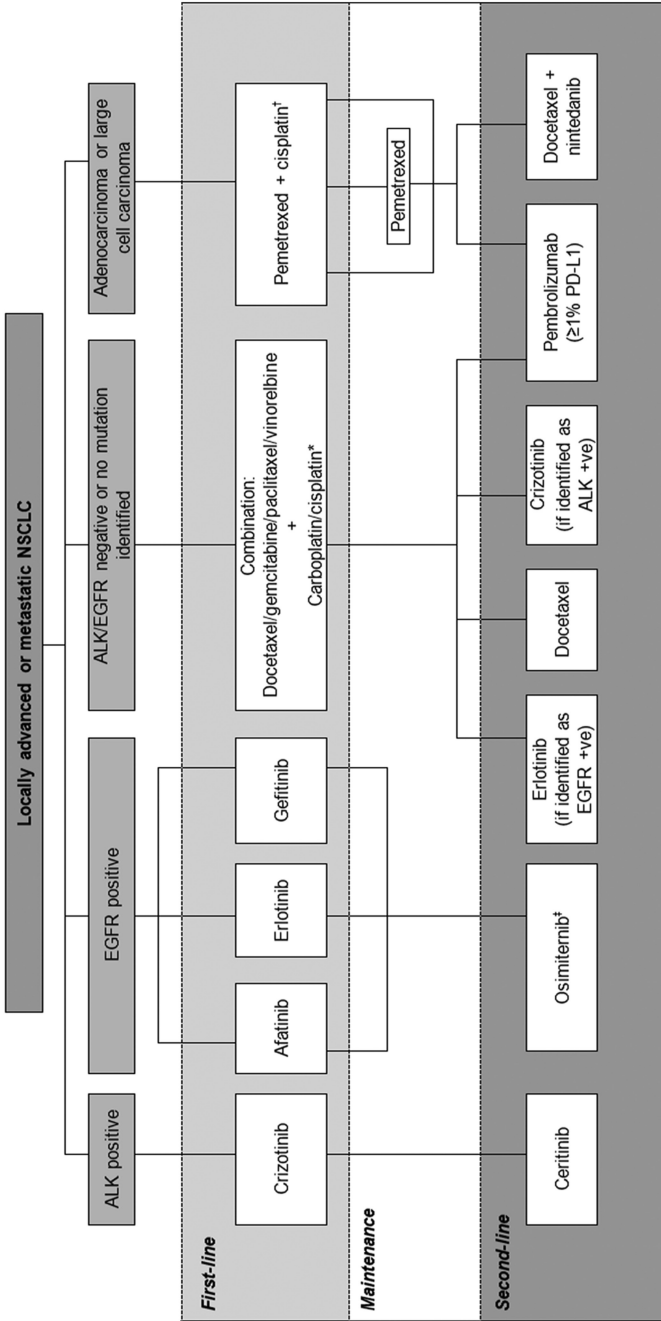 Locally advanced or metastatic NSCLC
ALK positive
EGFR positive
ALK/EGFR negative or no mutation
identified
Adenocarcinoma or large
cell carcinoma
First-line
Crizotinib
Afatinib
Erlotinib
Gefitinib
Combination:
Docetaxel/gemcitabine/paclitaxel/vinorelbine
+
Carboplatin/cisplatin*
Pemetrexed + cisplatin†
Maintenance
Pemetrexed
Second-line
Ceritinib
Osimiternib‡
Erlotinib
(if identified as
EGFR +ve)
Docetaxel
Crizotinib
(if identified as
ALK +ve)
Pembrolizumab
(≥1% PD-L1)
Docetaxel +
nintedanib